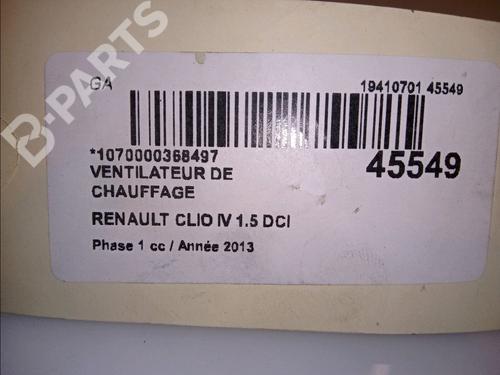 B-PARTS
GA
19410701 45549
*1070000368497
45549
VENTILATEUR DE
CHAUFFAGE
RENAULT CLIO IV 1.5 DCI
Phase 1 cc / Année 2013